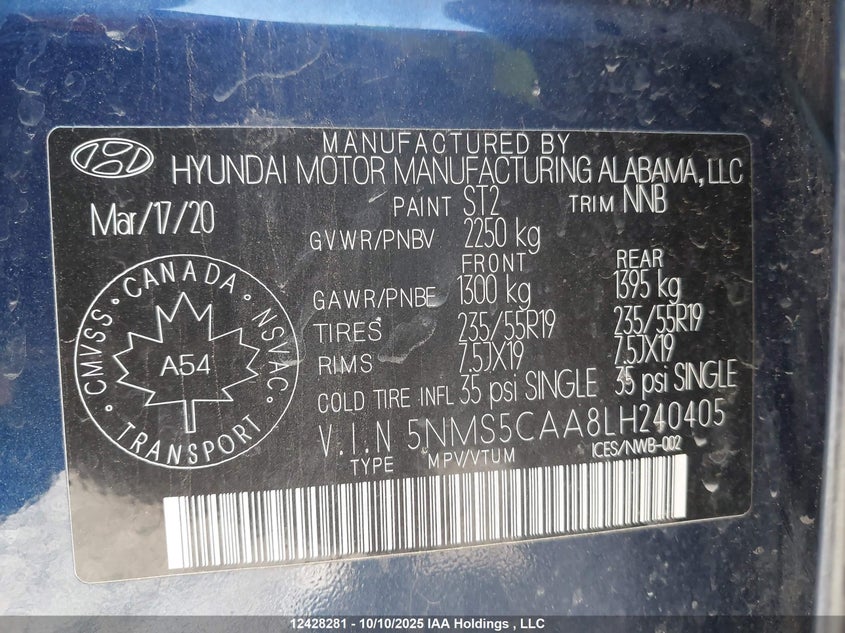 MANUFACTURED BY
HYUNDAI MOTOR MANUFACTURING ALABAMA, LLC
Mar/17/20
PAINT ST2 TRIM NNB
GVWR/PNBV 2250 kg
FRONT REAR
GAWR/PNBE 1300 kg 1395 kg
TIRES 235/55R19 235/55R19
RIMS 7.5JX19 7.5JX19
COLD TIRE INFL 35 psi SINGLE 35 psi SINGLE
V.I.N 5NMS5CAA8LH240405
TYPE MPV/VTUM ICES/NWB-002
CMVSS · CANADA · NSVAC · TRANSPORT ·
A54
12428281 - 10/10/2025 IAA Holdings , LLC